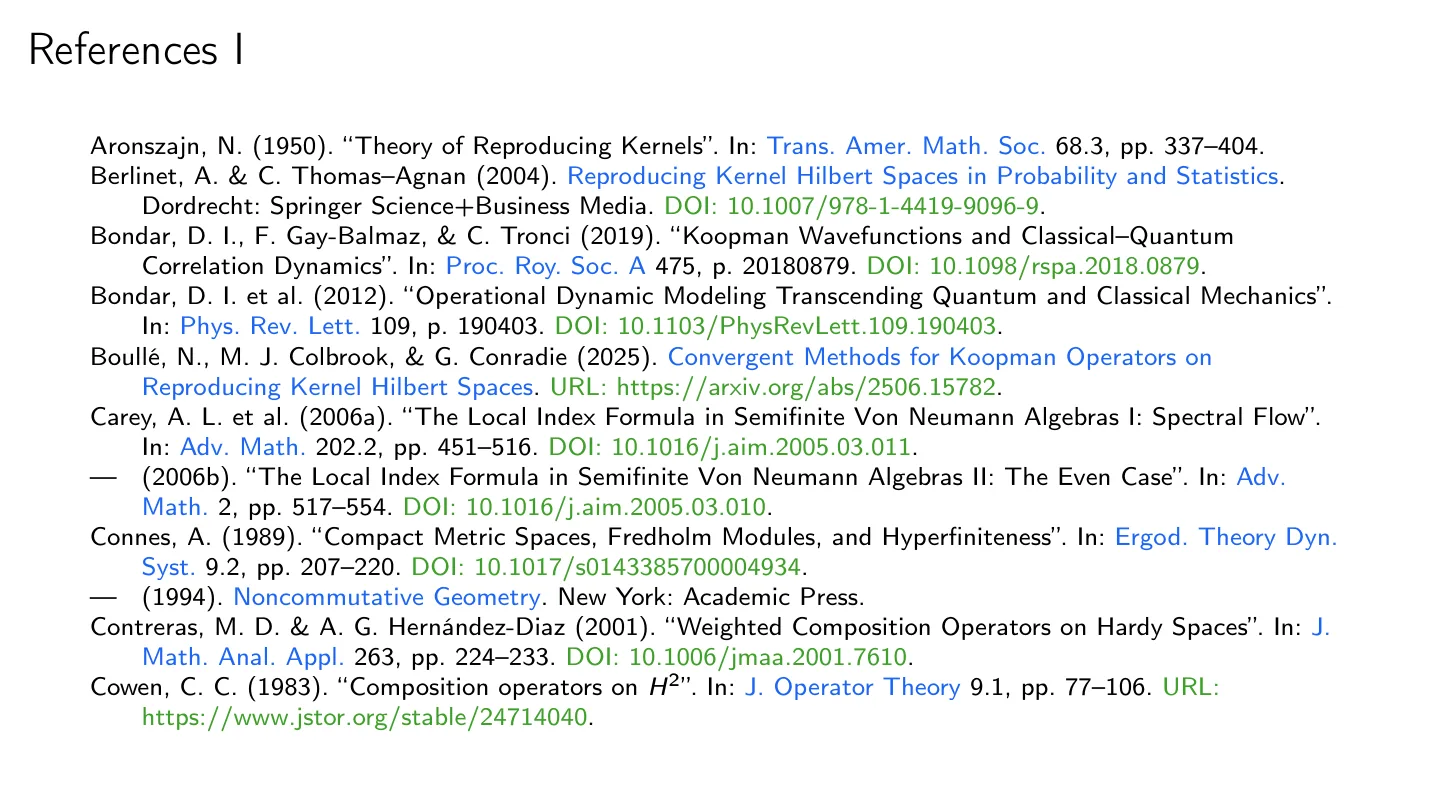 References I
Aronszajn, N. (1950). “Theory of Reproducing Kernels”. In: Trans. Amer. Math. Soc. 68.3, pp. 337–404.
Berlinet, A. & C. Thomas–Agnan (2004). Reproducing Kernel Hilbert Spaces in Probability and Statistics.
Dordrecht: Springer Science+Business Media. DOI: 10.1007/978-1-4419-9096-9.
Bondar, D. I., F. Gay-Balmaz, & C. Tronci (2019). “Koopman Wavefunctions and Classical–Quantum
Correlation Dynamics”. In: Proc. Roy. Soc. A 475, p. 20180879. DOI: 10.1098/rspa.2018.0879.
Bondar, D. I. et al. (2012). “Operational Dynamic Modeling Transcending Quantum and Classical Mechanics”.
In: Phys. Rev. Lett. 109, p. 190403. DOI: 10.1103/PhysRevLett.109.190403.
Boullé, N., M. J. Colbrook, & G. Conradie (2025). Convergent Methods for Koopman Operators on
Reproducing Kernel Hilbert Spaces. URL: https://arxiv.org/abs/2506.15782.
Carey, A. L. et al. (2006a). “The Local Index Formula in Semifinite Von Neumann Algebras I: Spectral Flow”.
In: Adv. Math. 202.2, pp. 451–516. DOI: 10.1016/j.aim.2005.03.011.
— (2006b). “The Local Index Formula in Semifinite Von Neumann Algebras II: The Even Case”. In: Adv.
Math. 2, pp. 517–554. DOI: 10.1016/j.aim.2005.03.010.
Connes, A. (1989). “Compact Metric Spaces, Fredholm Modules, and Hyperfiniteness”. In: Ergod. Theory Dyn.
Syst. 9.2, pp. 207–220. DOI: 10.1017/s0143385700004934.
— (1994). Noncommutative Geometry. New York: Academic Press.
Contreras, M. D. & A. G. Hernández-Diaz (2001). “Weighted Composition Operators on Hardy Spaces”. In: J.
Math. Anal. Appl. 263, pp. 224–233. DOI: 10.1006/jmaa.2001.7610.
Cowen, C. C. (1983). “Composition operators on H²”. In: J. Operator Theory 9.1, pp. 77–106. URL:
https://www.jstor.org/stable/24714040.